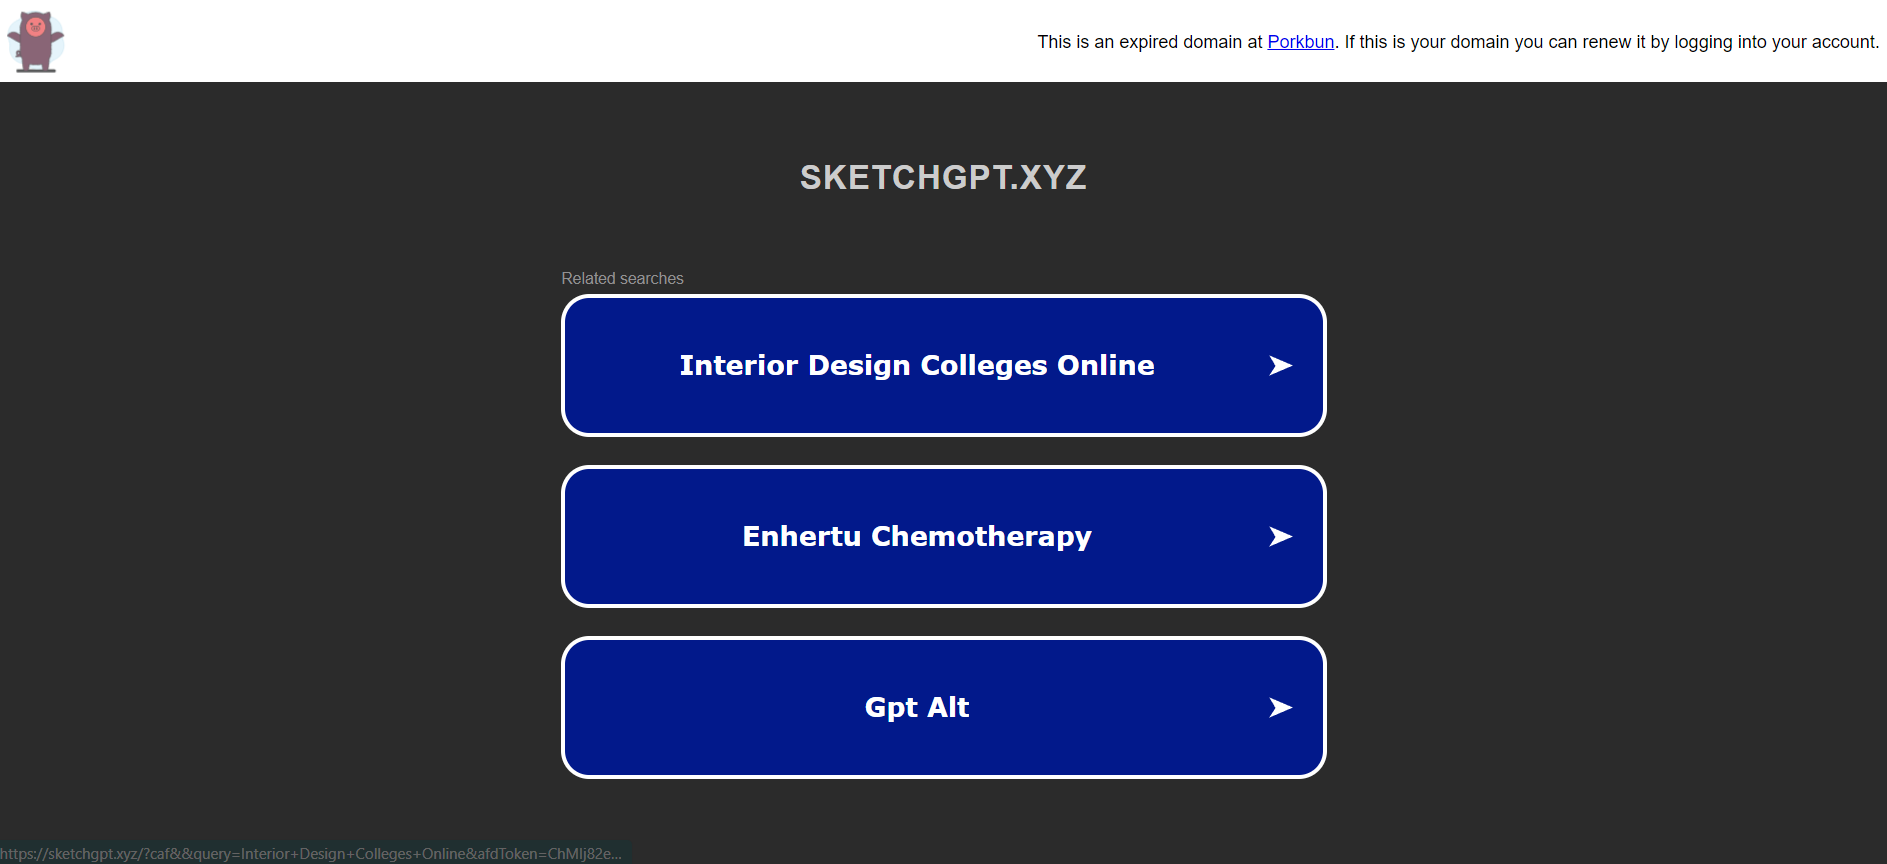 This is an expired domain at Porkbun. If this is your domain you can renew it by logging into your account.
SKETCHGPT.XYZ
Related searches
Interior Design Colleges Online
Enhertu Chemotherapy
Gpt Alt
https://sketchgpt.xyz/?caf&&query=Interior+Design+Colleges+Online&afdToken=ChMIj82e...